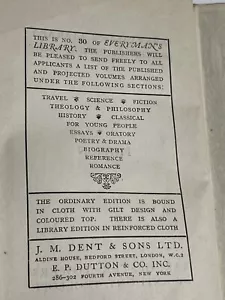 THIS IS NO. 30 OF EVERYMAN'S
LIBRARY. THE PUBLISHERS WILL
BE PLEASED TO SEND FREELY TO ALL
APPLICANTS A LIST OF THE PUBLISHED
AND PROJECTED VOLUMES ARRANGED
UNDER THE FOLLOWING SECTIONS:
TRAVEL SCIENCE FICTION
THEOLOGY & PHILOSOPHY
HISTORY CLASSICAL
FOR YOUNG PEOPLE
ESSAYS ORATORY
POETRY & DRAMA
BIOGRAPHY
REFERENCE
ROMANCE
THE ORDINARY EDITION IS BOUND
IN CLOTH WITH GILT DESIGN AND
COLOURED TOP. THERE IS ALSO A
LIBRARY EDITION IN REINFORCED CLOTH
J. M. DENT & SONS LTD.
ALDINE HOUSE, BEDFORD STREET, LONDON, W.C.2
E. P. DUTTON & CO. INC.
286-302 FOURTH AVENUE, NEW YORK